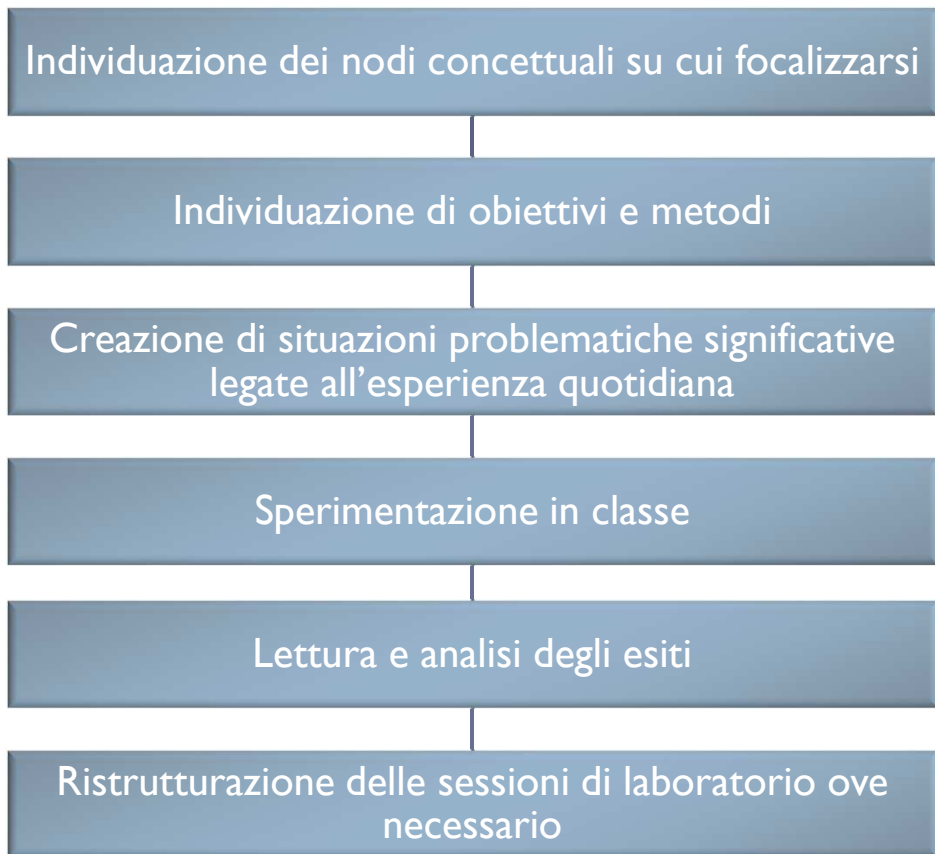 Individuazione dei nodi concettuali su cui focalizzarsi
Individuazione di obiettivi e metodi
Creazione di situazioni problematiche significative
legate all’esperienza quotidiana
Sperimentazione in classe
Lettura e analisi degli esiti
Ristrutturazione delle sessioni di laboratorio ove
necessario